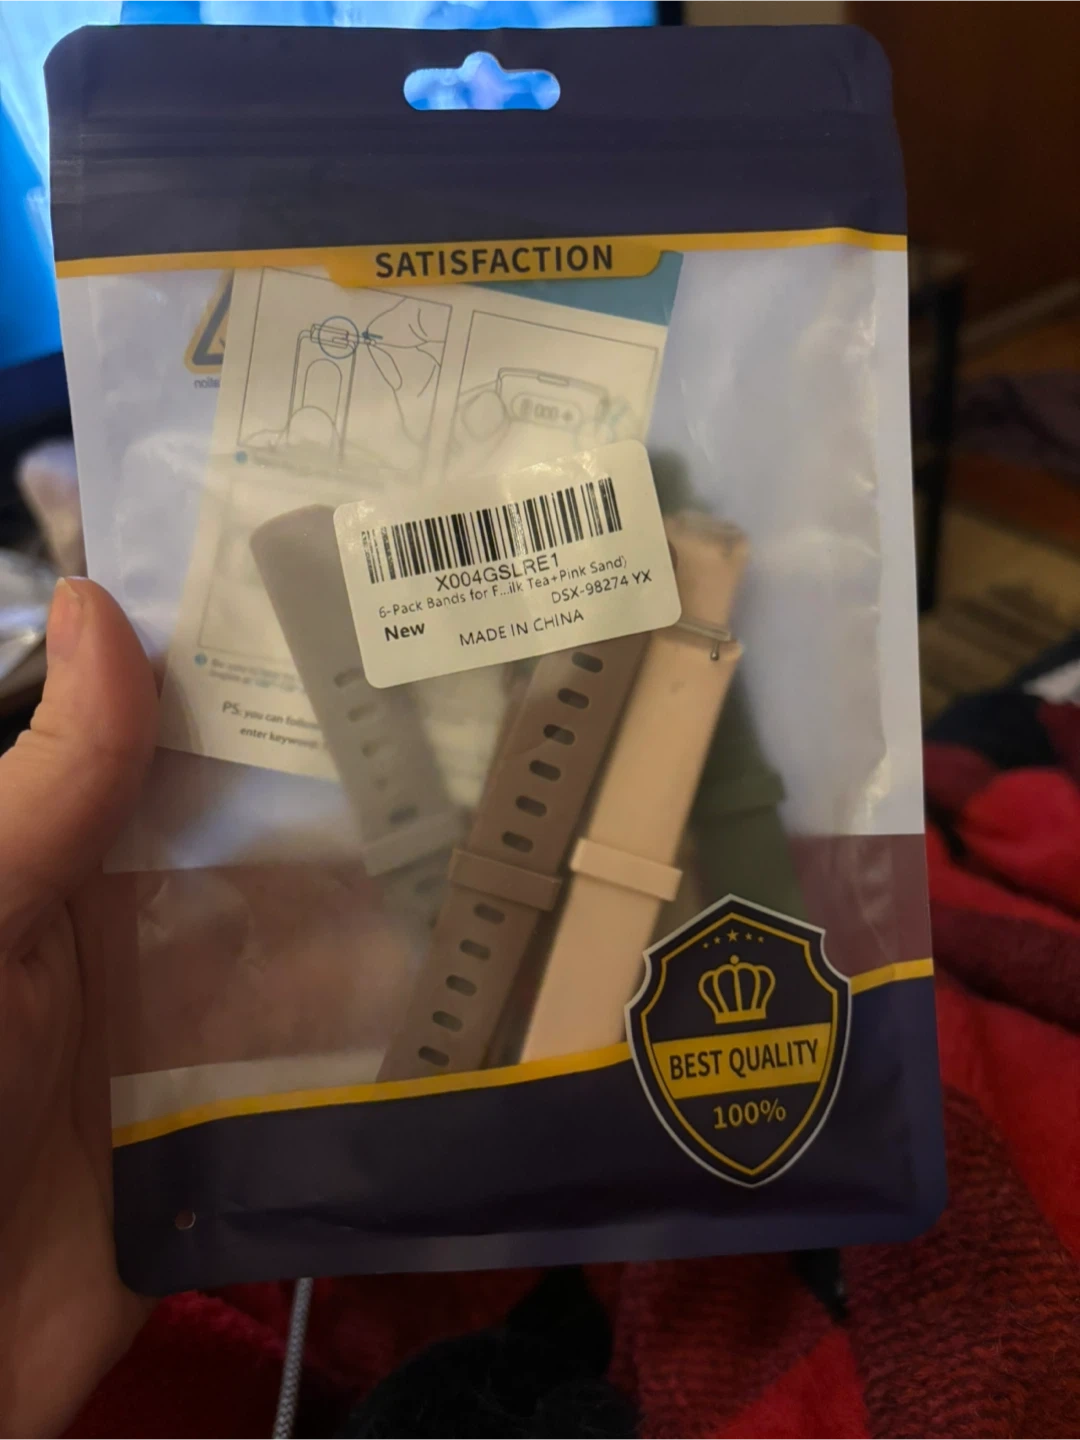 SATISFACTION
X004GSLRE1
6-Pack Bands for F...ilk Tea+Pink Sand)
DSX-98274 YX
New
MADE IN CHINA
PS: you can follow
enter keyword:
BEST QUALITY
100%